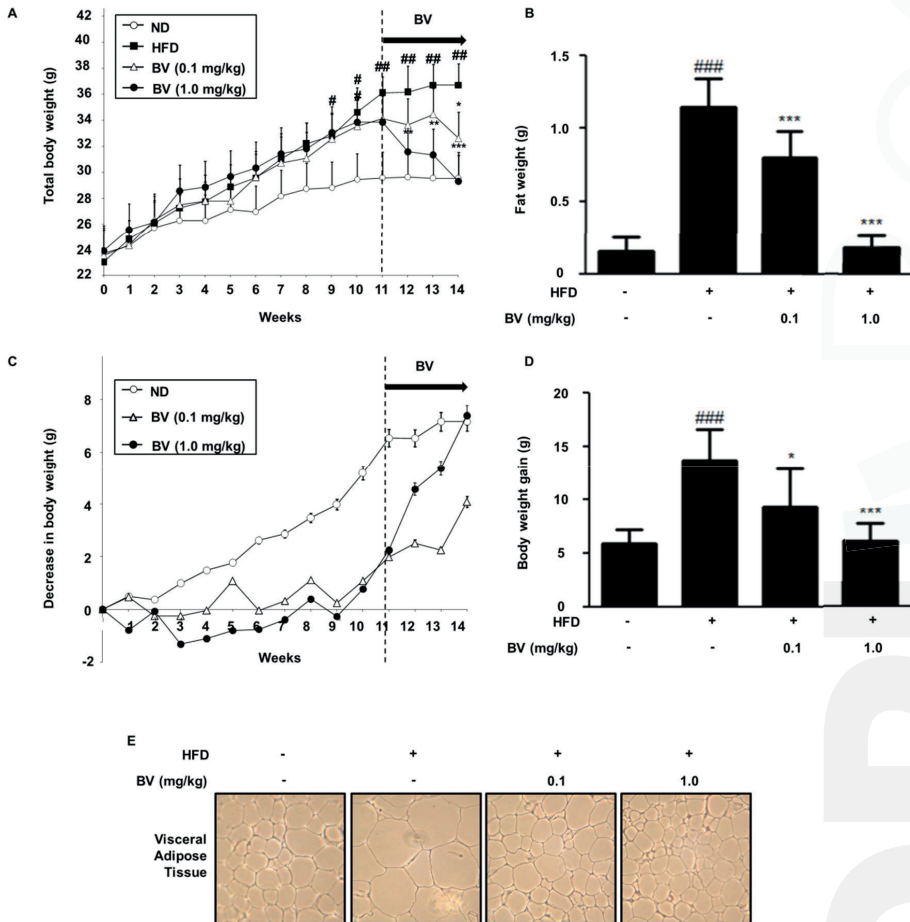 A
BV
ND
HFD
BV (0.1 mg/kg)
BV (1.0 mg/kg)
Total body weight (g)
42
40
38
36
34
32
30
28
26
24
22
#
#
#
##
##
##
##
**
**
*
***
0 1 2 3 4 5 6 7 8 9 10 11 12 13 14
Weeks
B
Fat weight (g)
1.5
1.0
0.5
0
###
***
***
HFD - + + +
BV (mg/kg) - - 0.1 1.0
C
BV
ND
BV (0.1 mg/kg)
BV (1.0 mg/kg)
Decrease in body weight (g)
8
6
4
2
0
-2
1 2 3 4 5 6 7 8 9 10 11 12 13 14
Weeks
D
Body weight gain (g)
20
15
10
5
0
###
*
***
HFD - + + +
BV (mg/kg) - - 0.1 1.0
E
HFD - + + +
BV (mg/kg) - - 0.1 1.0
Visceral
Adipose
Tissue